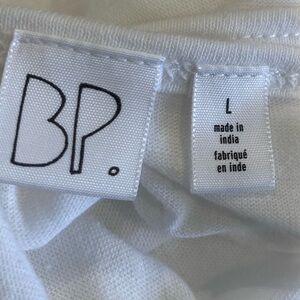 BP.
L
made in
india
fabriqué
en inde